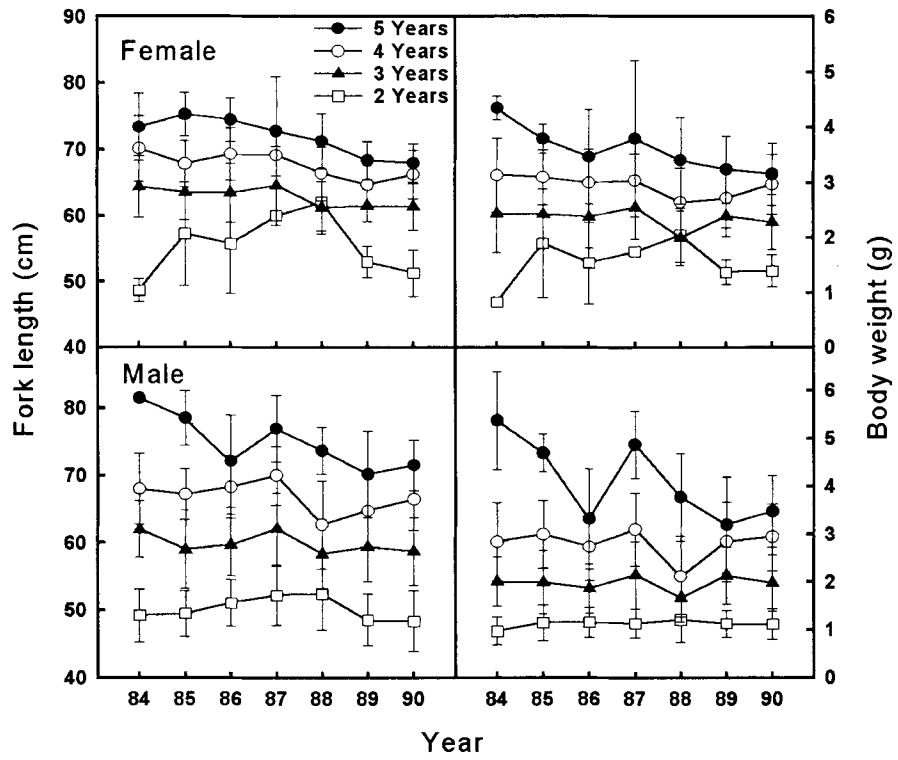 90
80
70
60
50
40
80
70
60
50
40
Fork length (cm)
Female
5 Years
4 Years
3 Years
2 Years
Male
6
5
4
3
2
1
0
6
5
4
3
2
1
0
Body weight (g)
84 85 86 87 88 89 90 84 85 86 87 88 89 90
Year